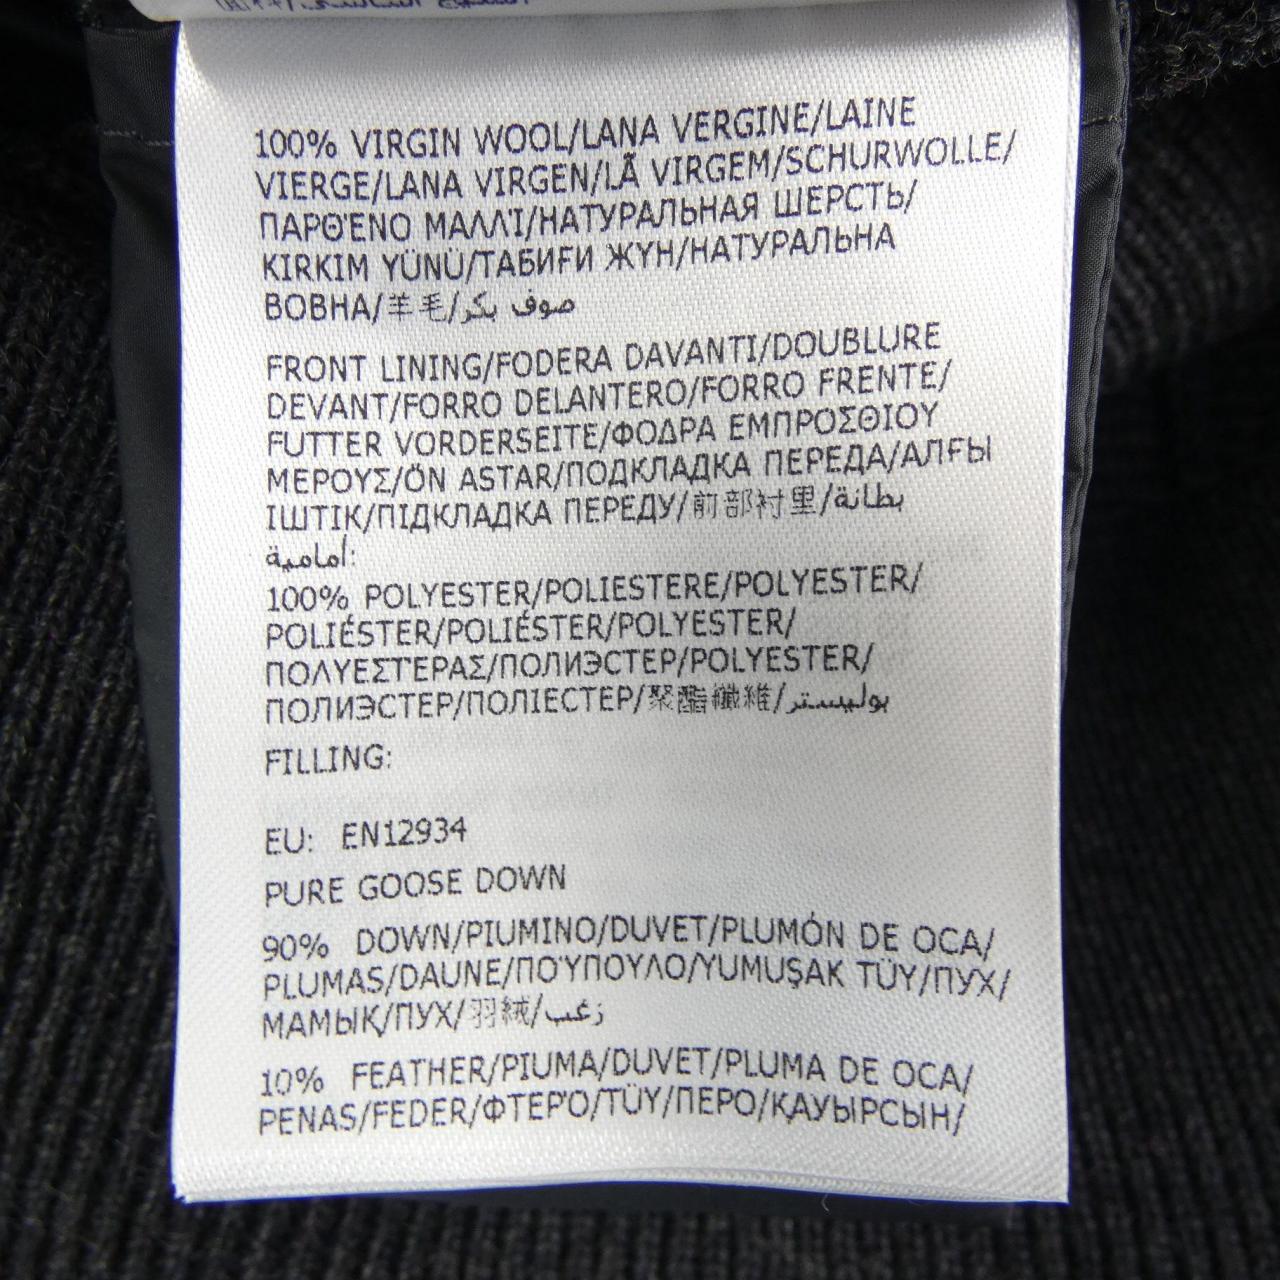 100% VIRGIN WOOL/LANA VERGINE/LAINE
VIERGE/LANA VIRGEN/LÃ VIRGEM/SCHURWOLLE/
ΠΑΡΘΈΝΟ ΜΑΛΛΊ/НАТУРАЛЬНАЯ ШЕРСТЬ/
KIRKIM YÜNÜ/ТАБИҒИ ЖҮН/НАТУРАЛЬНА
ВОВНА/羊毛/صوف بكر
FRONT LINING/FODERA DAVANTI/DOUBLURE
DEVANT/FORRO DELANTERO/FORRO FRENTE/
FUTTER VORDERSEITE/ΦΟΔΡΑ ΕΜΠΡΟΣΘΙΟΥ
ΜΕΡΟΥΣ/ÖN ASTAR/ПОДКЛАДКА ПЕРЕДА/АЛҒЫ
ІШТІК/ПІДКЛАДКА ПЕРЕДУ/前部衬里/بطانة
أمامية:
100% POLYESTER/POLIESTERE/POLYESTER/
POLIÉSTER/POLIÉSTER/POLYESTER/
ΠΟΛΥΕΣΤΈΡΑΣ/ПОЛИЭСТЕР/POLYESTER/
ПОЛИЭСТЕР/ПОЛІЕСТЕР/聚酯纖維/بوليستر
FILLING:
EU: EN12934
PURE GOOSE DOWN
90% DOWN/PIUMINO/DUVET/PLUMÓN DE OCA/
PLUMAS/DAUNE/ΠΟΎΠΟΥΛΟ/YUMUŞAK TÜY/ПУХ/
МАМЫҚ/ПУХ/羽絨/زغب
10% FEATHER/PIUMA/DUVET/PLUMA DE OCA/
PENAS/FEDER/ΦΤΕΡΌ/TÜY/ПЕРО/ҚАУЫРСЫН/